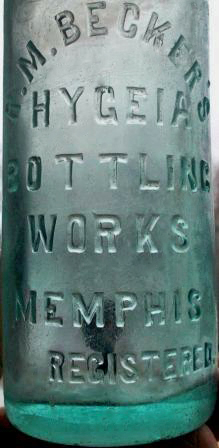 R.M.BECKER'S
HYGEIA
BOTTLING
WORKS
MEMPHIS
REGISTERED.